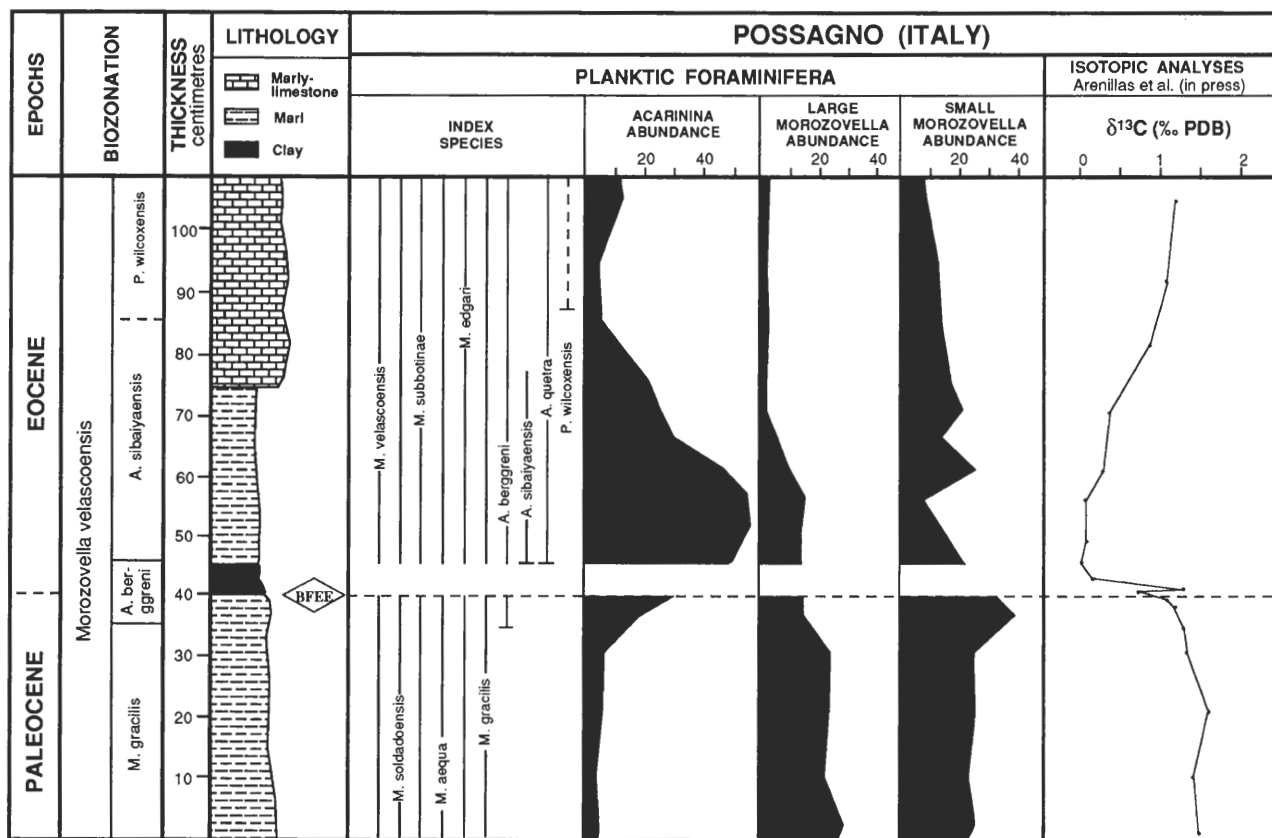 EPOCHS
BIOZONATION
THICKNESS
centimetres
LITHOLOGY
Marly-
limestone
Marl
Clay
POSSAGNO (ITALY)
PLANKTIC FORAMINIFERA
INDEX
SPECIES
ACARININA
ABUNDANCE
20 40
LARGE
MOROZOVELLA
ABUNDANCE
20 40
SMALL
MOROZOVELLA
ABUNDANCE
20 40
ISOTOPIC ANALYSES
Arenillas et al. (in press)
δ13C (‰ PDB)
0 1 2
EOCENE
PALEOCENE
Morozovella velascoensis
P. wilcoxensis
A. sibaiyaensis
A. ber-
ggreni
M. gracilis
100
90
80
70
60
50
40
30
20
10
BFEE
M. velascoensis
M. soldadoensis
M. subbotinae
M. aequa
M. edgari
M. gracilis
A. berggreni
A. sibaiyaensis
A. quetra
P. wilcoxensis